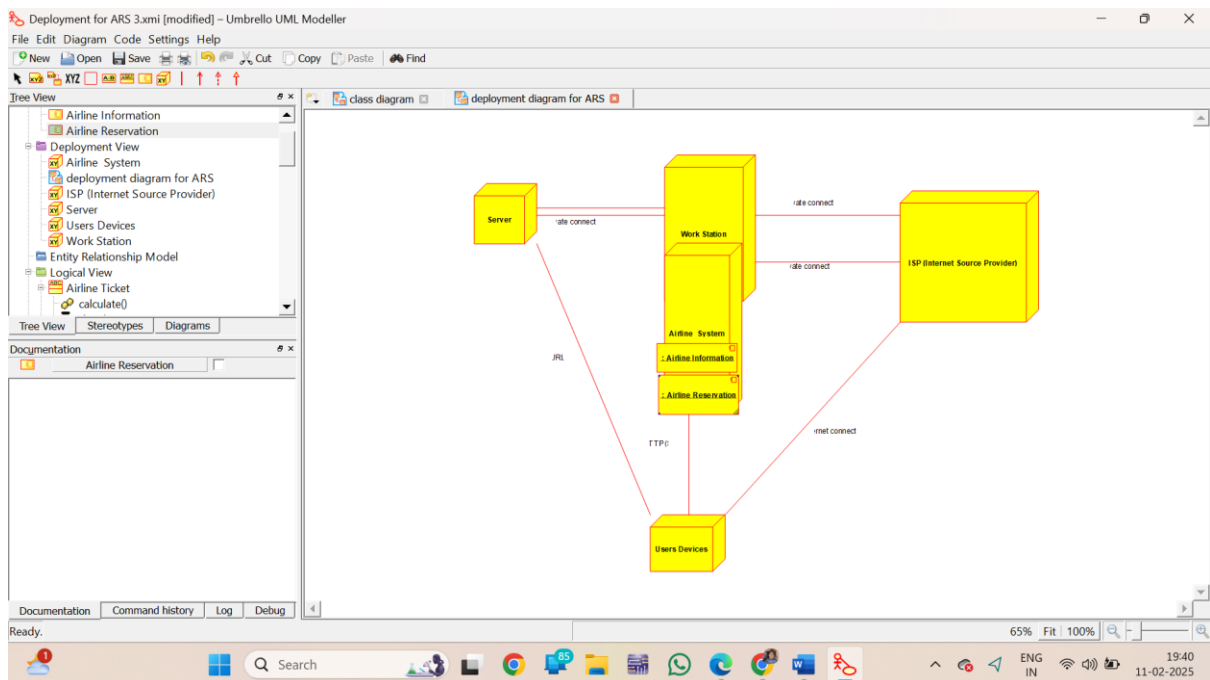 Deployment for ARS 3.xmi [modified] – Umbrello UML Modeller
File Edit Diagram Code Settings Help
New Open Save Cut Copy Paste Find
XYZ
Tree View
class diagram
deployment diagram for ARS
Airline Information
Airline Reservation
Deployment View
Airline System
deployment diagram for ARS
ISP (Internet Source Provider)
Server
Users Devices
Work Station
Entity Relationship Model
Logical View
Airline Ticket
calculate()
Tree View Stereotypes Diagrams
Documentation
Airline Reservation
Documentation Command history Log Debug
Server
ate connect
Work Station
ate connect
ate connect
ISP (Internet Source Provider)
Airline System
: Airline Information
: Airline Reservation
rnet connect
Users Devices
Ready.
65% Fit 100%
Search
85
1
ENG
IN
19:40
11-02-2025